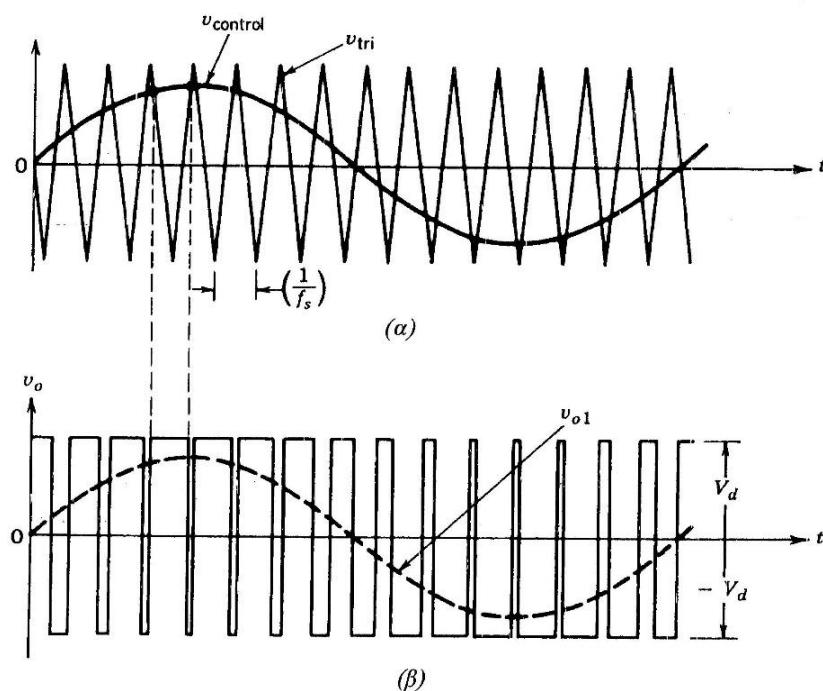 v_control
v_tri
0
t
(1/f_s)
(α)
v_o
v_o1
V_d
0
t
− V_d
(β)